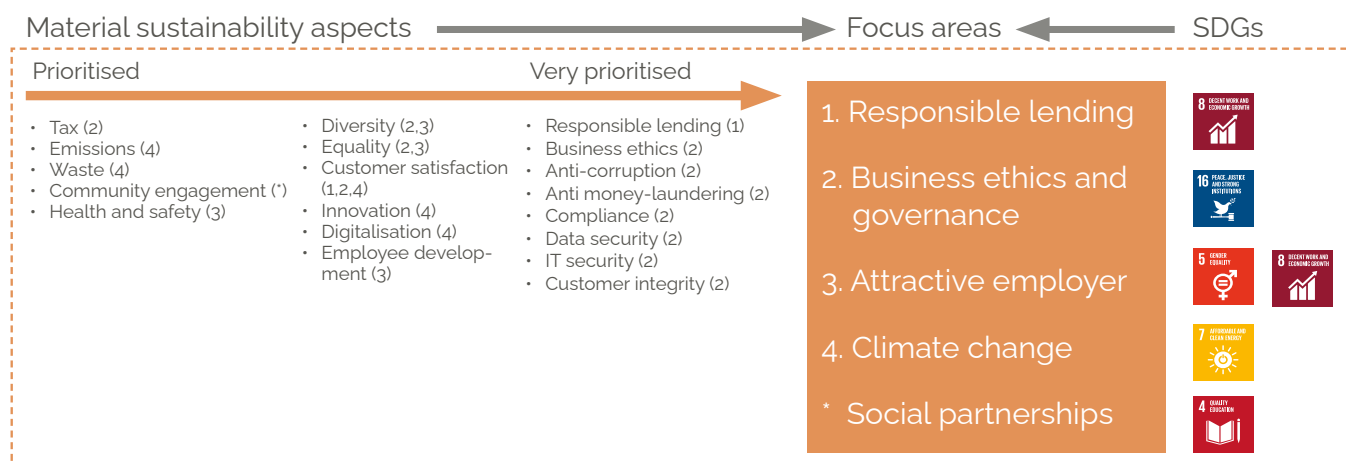 Material sustainability aspects
Focus areas
SDGs
Prioritised
Very prioritised
• Tax (2)
• Emissions (4)
• Waste (4)
• Community engagement (*)
• Health and safety (3)
• Diversity (2,3)
• Equality (2,3)
• Customer satisfaction
(1,2,4)
• Innovation (4)
• Digitalisation (4)
• Employee develop-
ment (3)
• Responsible lending (1)
• Business ethics (2)
• Anti-corruption (2)
• Anti money-laundering (2)
• Compliance (2)
• Data security (2)
• IT security (2)
• Customer integrity (2)
1. Responsible lending
2. Business ethics and
governance
3. Attractive employer
4. Climate change
* Social partnerships
8 DECENT WORK AND
ECONOMIC GROWTH
16 PEACE, JUSTICE
AND STRONG
INSTITUTIONS
5 GENDER
EQUALITY
8 DECENT WORK AND
ECONOMIC GROWTH
7 AFFORDABLE AND
CLEAN ENERGY
4 QUALITY
EDUCATION